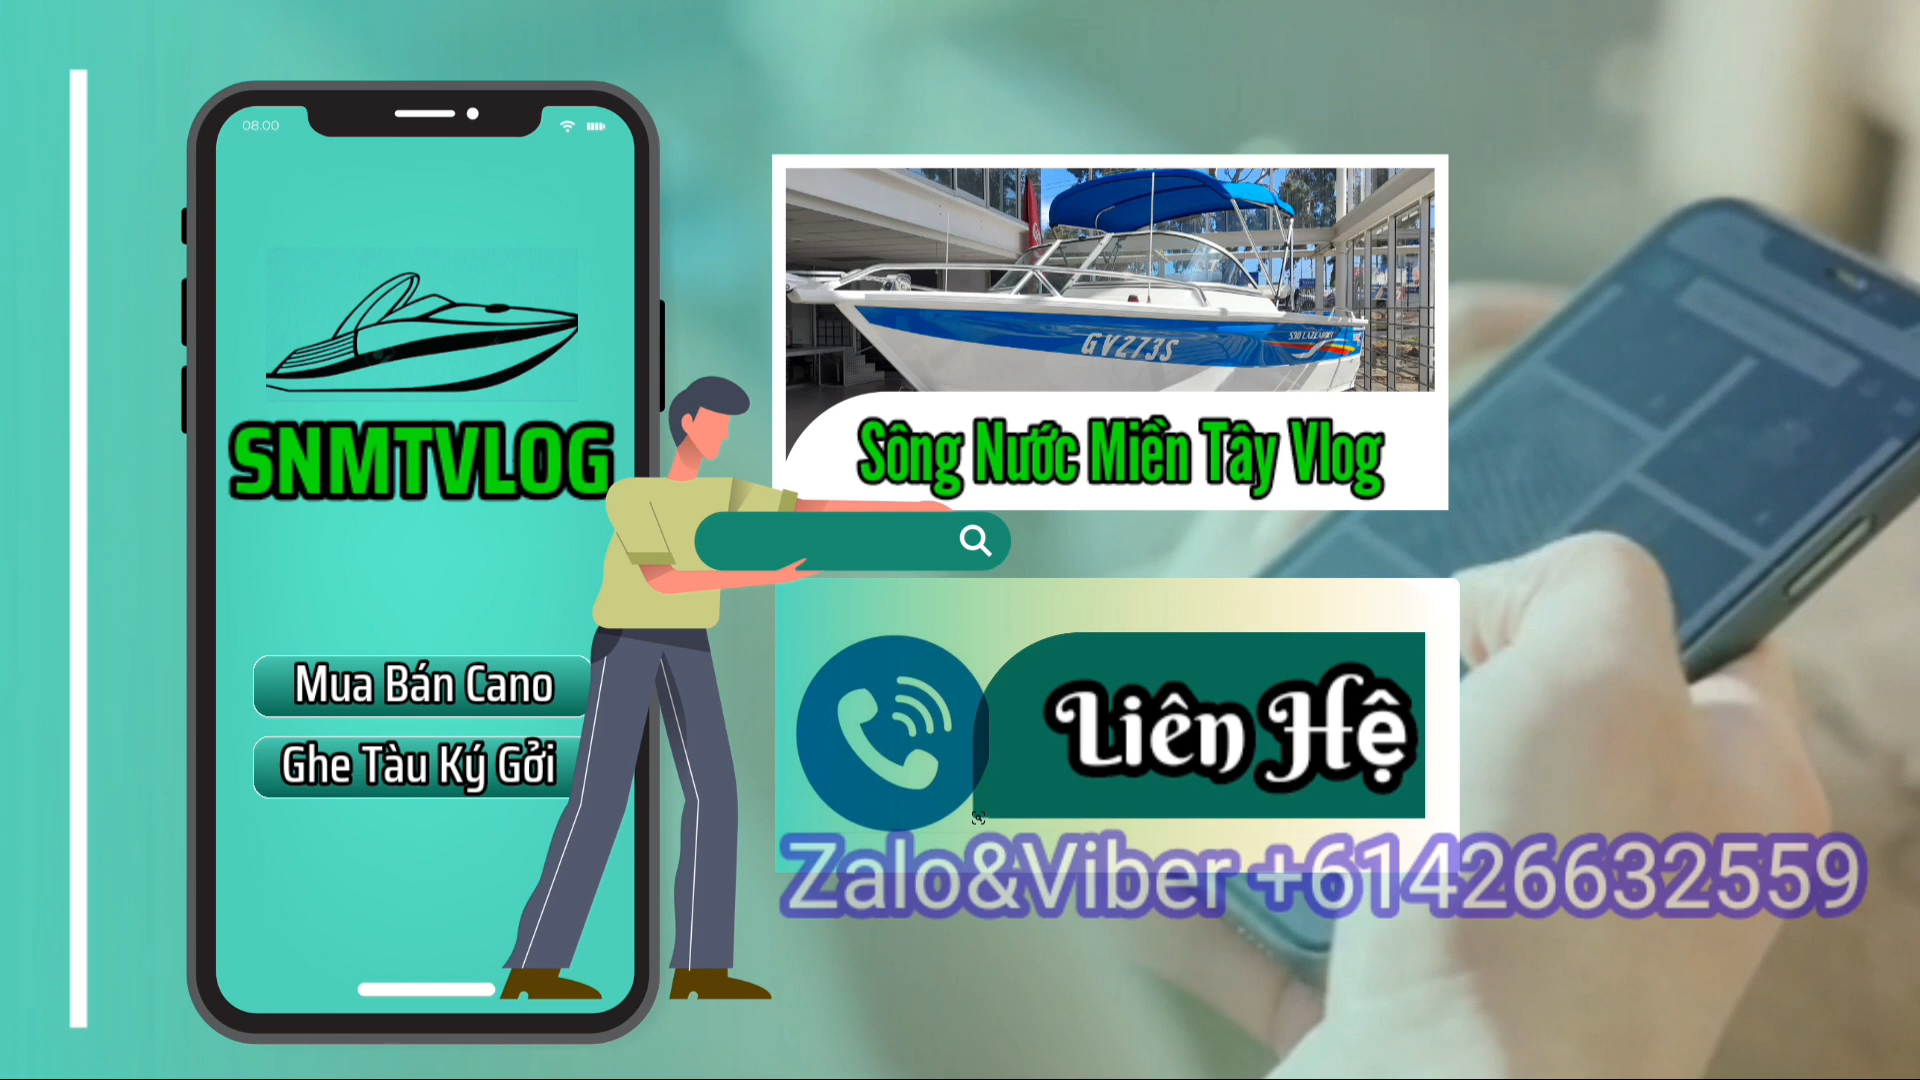 08.00
SNMTVLOG
Mua Bán Cano
Ghe Tàu Ký Gởi
GV273S
Sông Nước Miền Tây Vlog
Liên Hệ
Zalo&Viber +61426632559